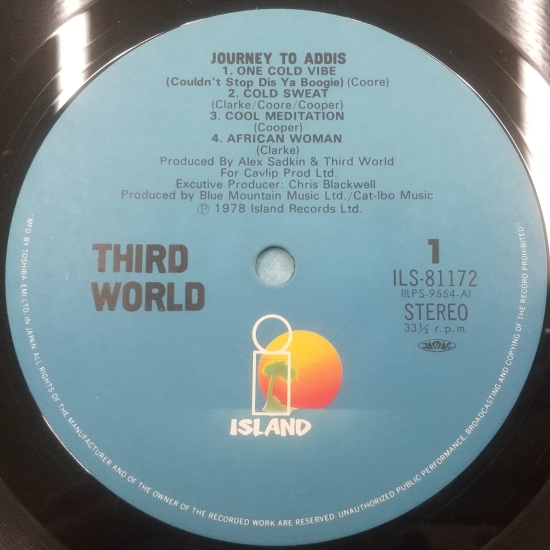 JOURNEY TO ADDIS
1. ONE COLD VIBE
(Couldn't Stop Dis Ya Boogie) (Coore)
2. COLD SWEAT
(Clarke/Coore/Cooper)
3. COOL MEDITATION
(Cooper)
4. AFRICAN WOMAN
(Clarke)
Produced By Alex Sadkin & Third World
For Cavlip Prod Ltd.
Excutive Producer: Chris Blackwell
Produced by Blue Mountain Music Ltd./Cat-Ibo Music
Ⓟ 1978 Island Records Ltd.
THIRD
WORLD
1
ILS-81172
(ILPS-9554-A)
STEREO
33⅓ r.p.m.
JASRAC
ISLAND
"MFD. BY TOSHIBA EMI LTD. IN JAPAN. ALL RIGHTS OF THE MANUFACTURER AND OF THE OWNER OF THE RECORDED WORK ARE RESERVED. UNAUTHORIZED PUBLIC PERFORMANCE, BROADCASTING AND COPYING OF THE RECORD PROHIBITED"